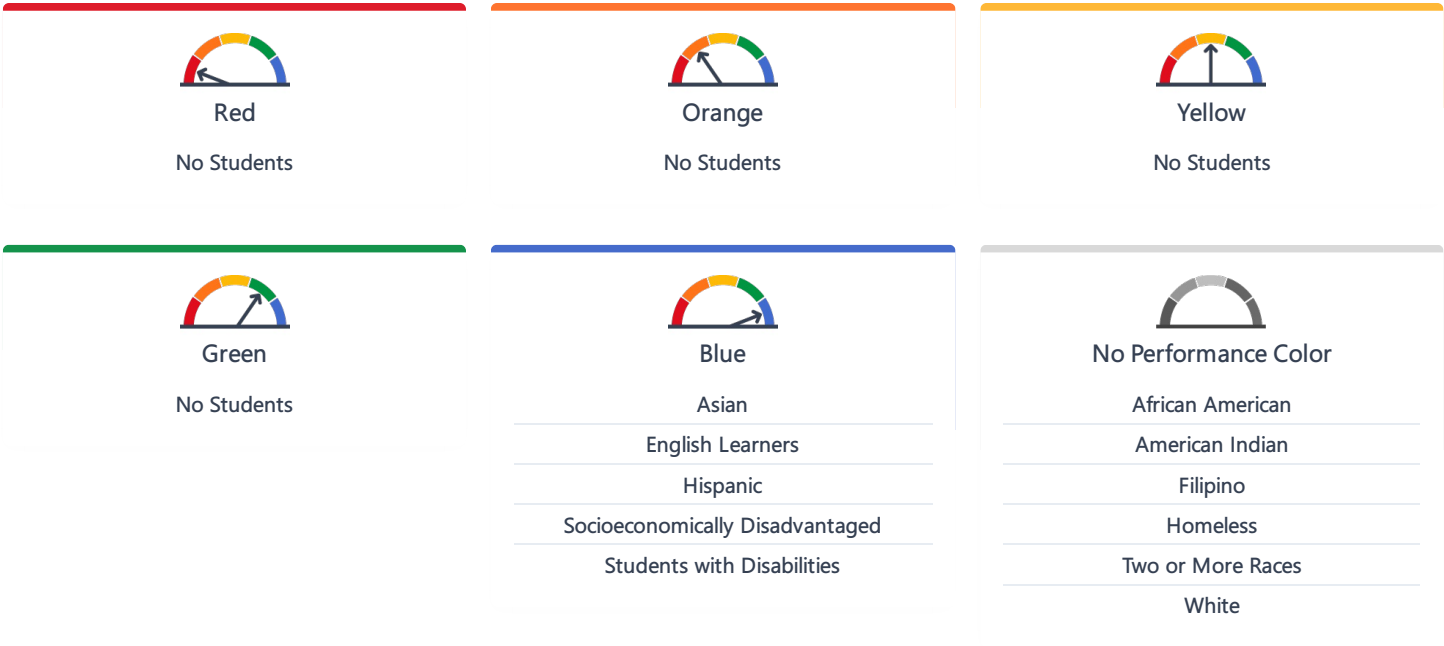 Red
No Students
Orange
No Students
Yellow
No Students
Green
No Students
Blue
Asian
English Learners
Hispanic
Socioeconomically Disadvantaged
Students with Disabilities
No Performance Color
African American
American Indian
Filipino
Homeless
Two or More Races
White